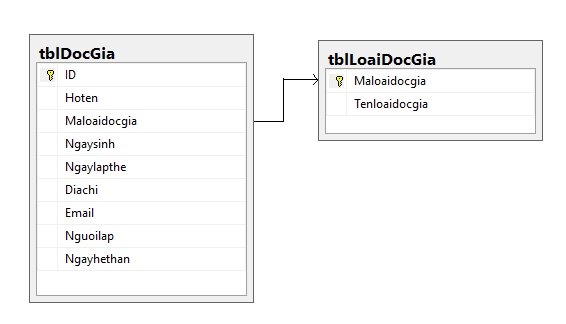 tblDocGia
ID
Hoten
Maloaidocgia
Ngaysinh
Ngaylapthe
Diachi
Email
Nguoilap
Ngayhethan
tblLoaiDocGia
Maloaidocgia
Tenloaidocgia